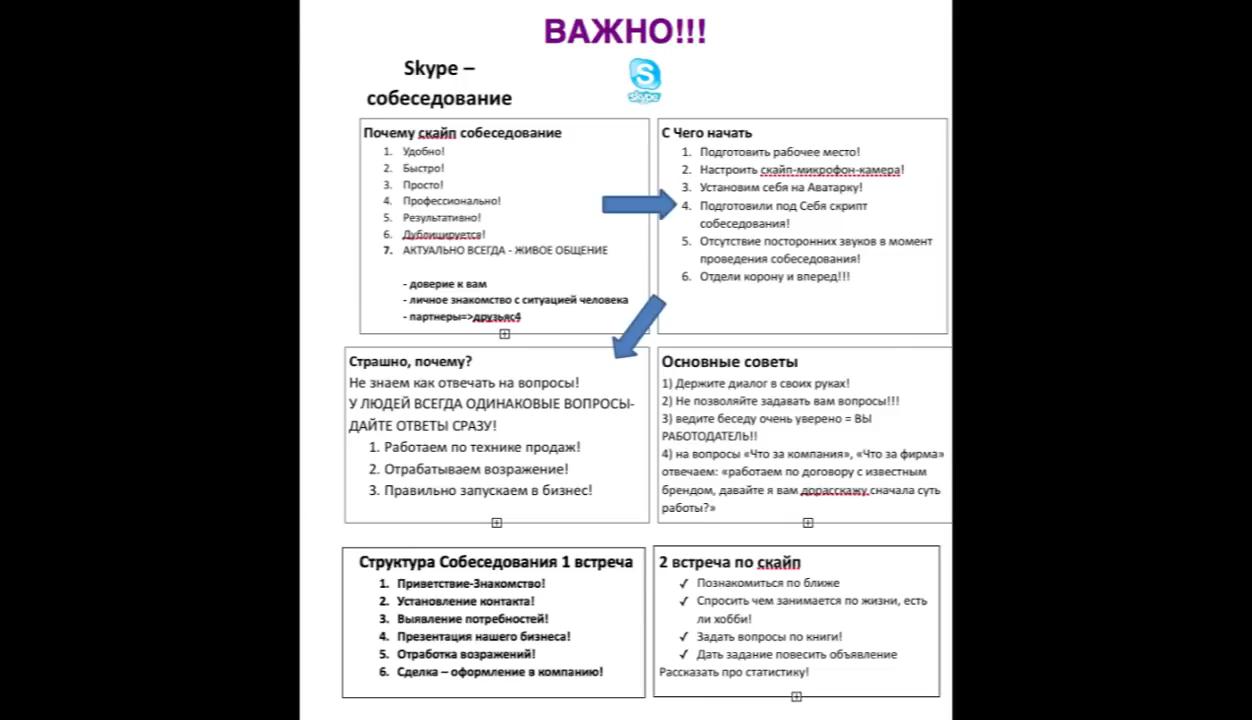 ВАЖНО!!!
Skype –
собеседование
skype
Почему скайп собеседование
1. Удобно!
2. Быстро!
3. Просто!
4. Профессионально!
5. Результативно!
6. Дублицируется!
7. АКТУАЛЬНО ВСЕГДА - ЖИВОЕ ОБЩЕНИЕ
- доверие к вам
- личное знакомство с ситуацией человека
- партнеры=>друзьяс4
С Чего начать
1. Подготовить рабочее место!
2. Настроить скайп-микрофон-камера!
3. Установим себя на Аватарку!
4. Подготовили под Себя скрипт
собеседования!
5. Отсутствие посторонних звуков в момент
проведения собеседования!
6. Отдели корону и вперед!!!
Страшно, почему?
Не знаем как отвечать на вопросы!
У ЛЮДЕЙ ВСЕГДА ОДИНАКОВЫЕ ВОПРОСЫ-
ДАЙТЕ ОТВЕТЫ СРАЗУ!
1. Работаем по технике продаж!
2. Отрабатываем возражение!
3. Правильно запускаем в бизнес!
Основные советы
1) Держите диалог в своих руках!
2) Не позволяйте задавать вам вопросы!!!
3) ведите беседу очень уверено = ВЫ
РАБОТОДАТЕЛЬ!!
4) на вопросы «Что за компания», «Что за фирма»
отвечаем: «работаем по договору с известным
брендом, давайте я вам дорасскажу сначала суть
работы?»
Структура Собеседования 1 встреча
1. Приветствие-Знакомство!
2. Установление контакта!
3. Выявление потребностей!
4. Презентация нашего бизнеса!
5. Отработка возражений!
6. Сделка – оформление в компанию!
2 встреча по скайп
✓ Познакомиться по ближе
✓ Спросить чем занимается по жизни, есть
ли хобби!
✓ Задать вопросы по книги!
✓ Дать задание повесить объявление
Рассказать про статистику!